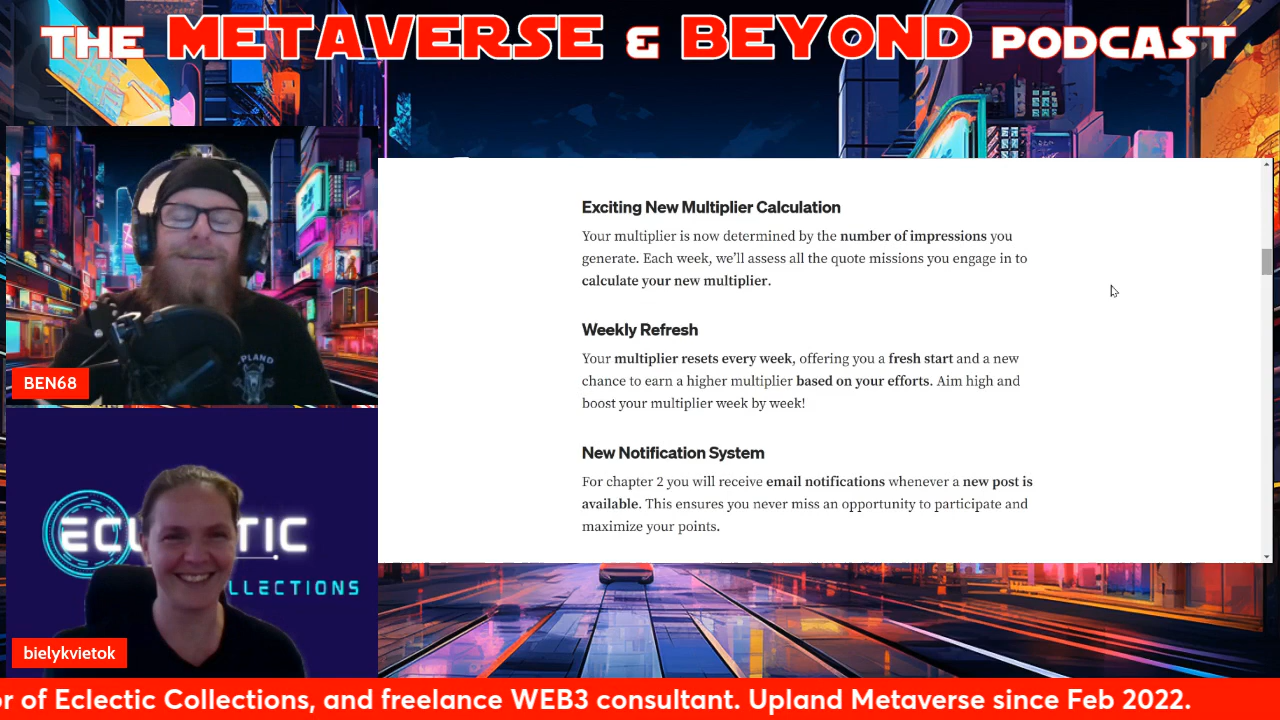 THE METAVERSE & BEYOND PODCAST
Exciting New Multiplier Calculation
Your multiplier is now determined by the number of impressions you
generate. Each week, we’ll assess all the quote missions you engage in to
calculate your new multiplier.
Weekly Refresh
Your multiplier resets every week, offering you a fresh start and a new
chance to earn a higher multiplier based on your efforts. Aim high and
boost your multiplier week by week!
New Notification System
For chapter 2 you will receive email notifications whenever a new post is
available. This ensures you never miss an opportunity to participate and
maximize your points.
UPLAND
BEN68
ECL TIC
LLECTIONS
bielykvietok
or of Eclectic Collections, and freelance WEB3 consultant. Upland Metaverse since Feb 2022.